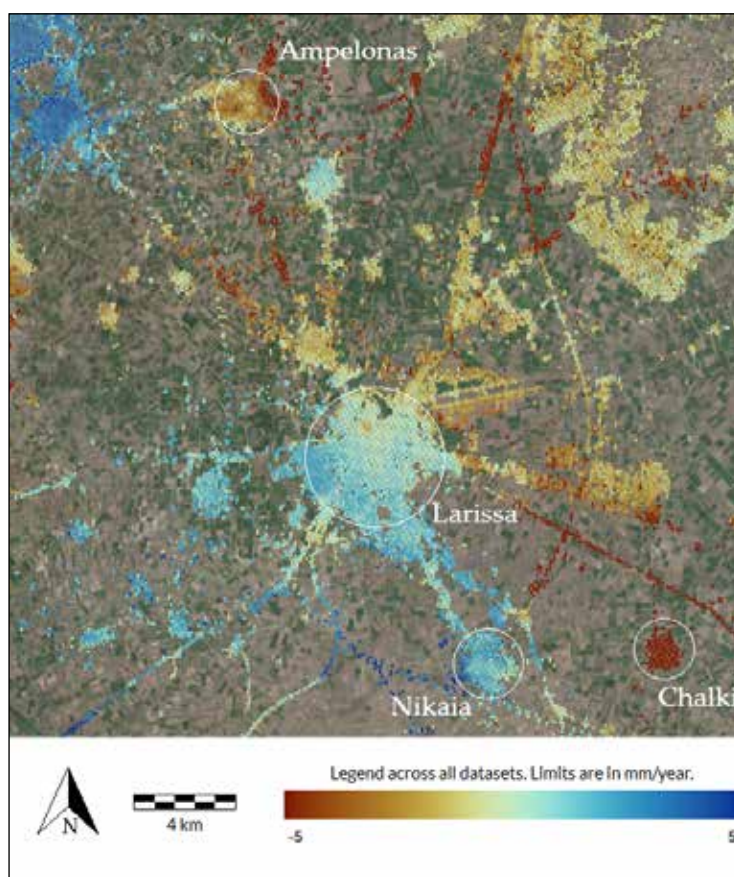 Ampelonas
Larissa
Nikaia
Chalki
Legend across all datasets. Limits are in mm/year.
N
4 km
-5
5